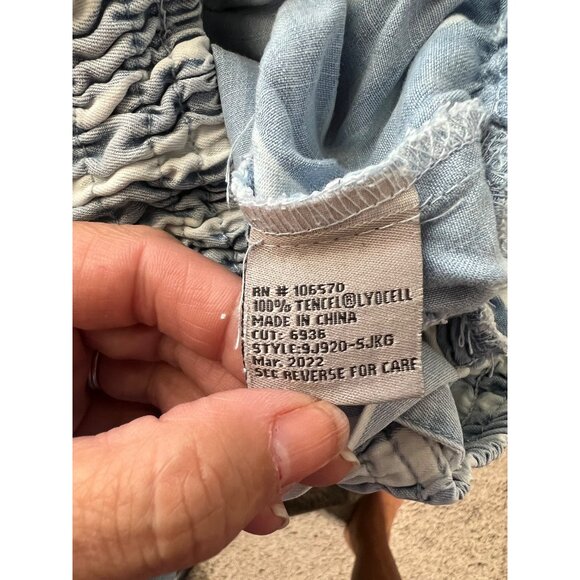 RN # 106570
100% TENCEL®LYOCELL
MADE IN CHINA
CUT: 6936
STYLE:9J920-5JKG
Mar. 2022
SEE REVERSE FOR CARE